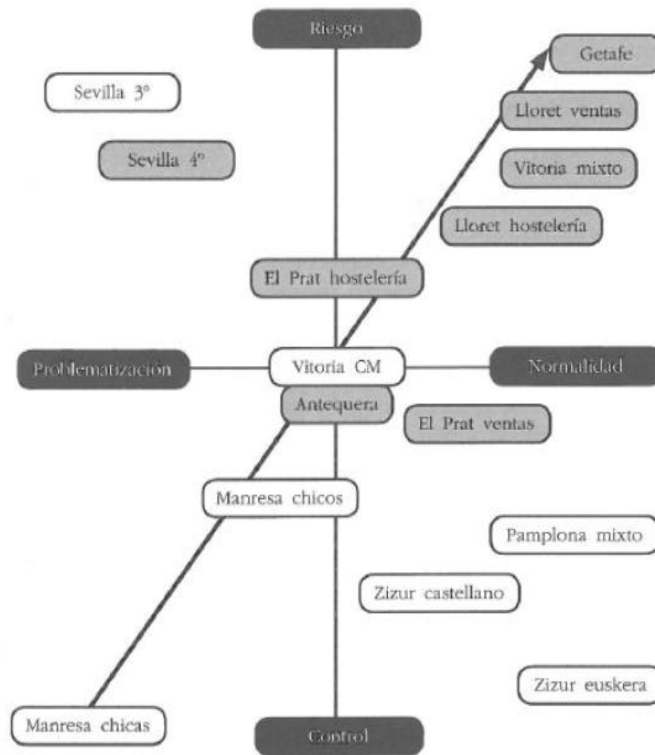 Riesgo
Getafe
Sevilla 3º
Lloret ventas
Sevilla 4º
Vitoria mixto
Lloret hostelería
El Prat hostelería
Problematización
Vitoria CM
Normalidad
Antequera
El Prat ventas
Manresa chicos
Pamplona mixto
Zizur castellano
Zizur euskera
Manresa chicas
Control